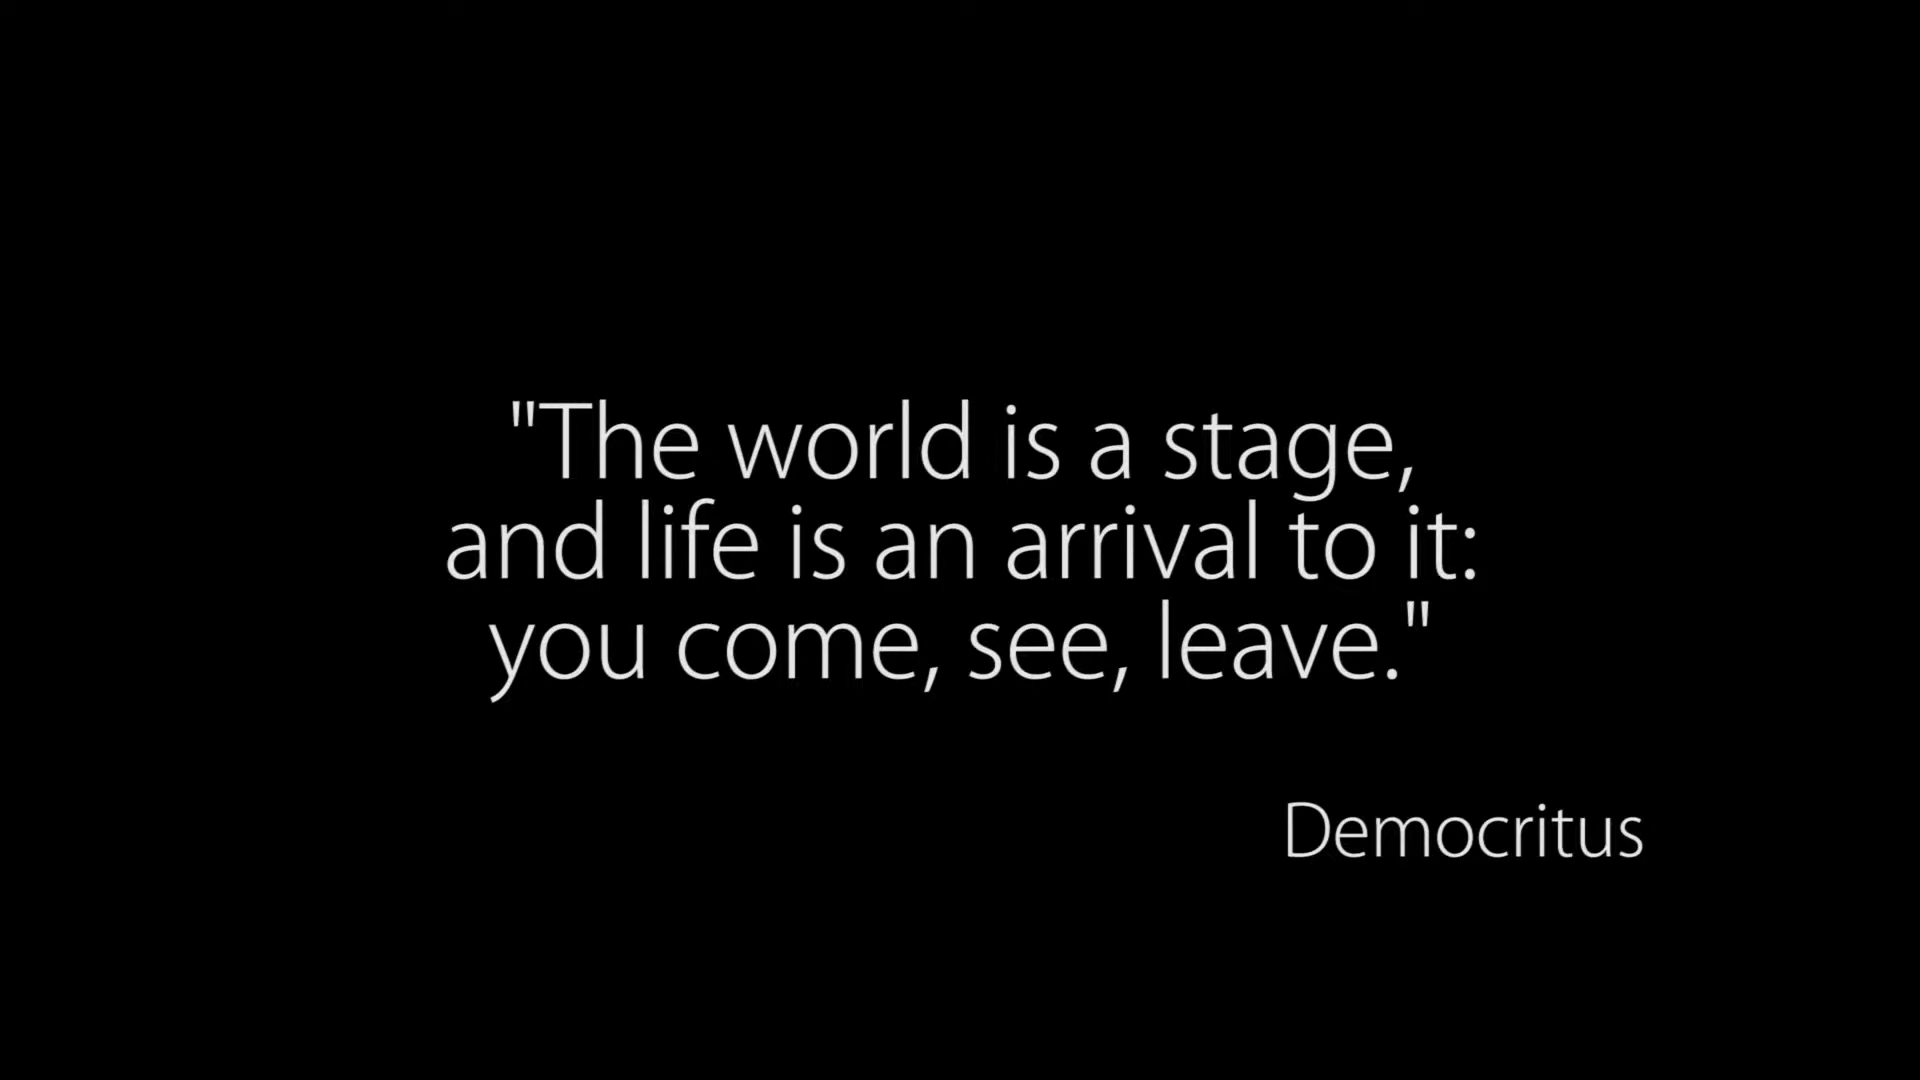 "The world is a stage,
and life is an arrival to it:
you come, see, leave."
Democritus